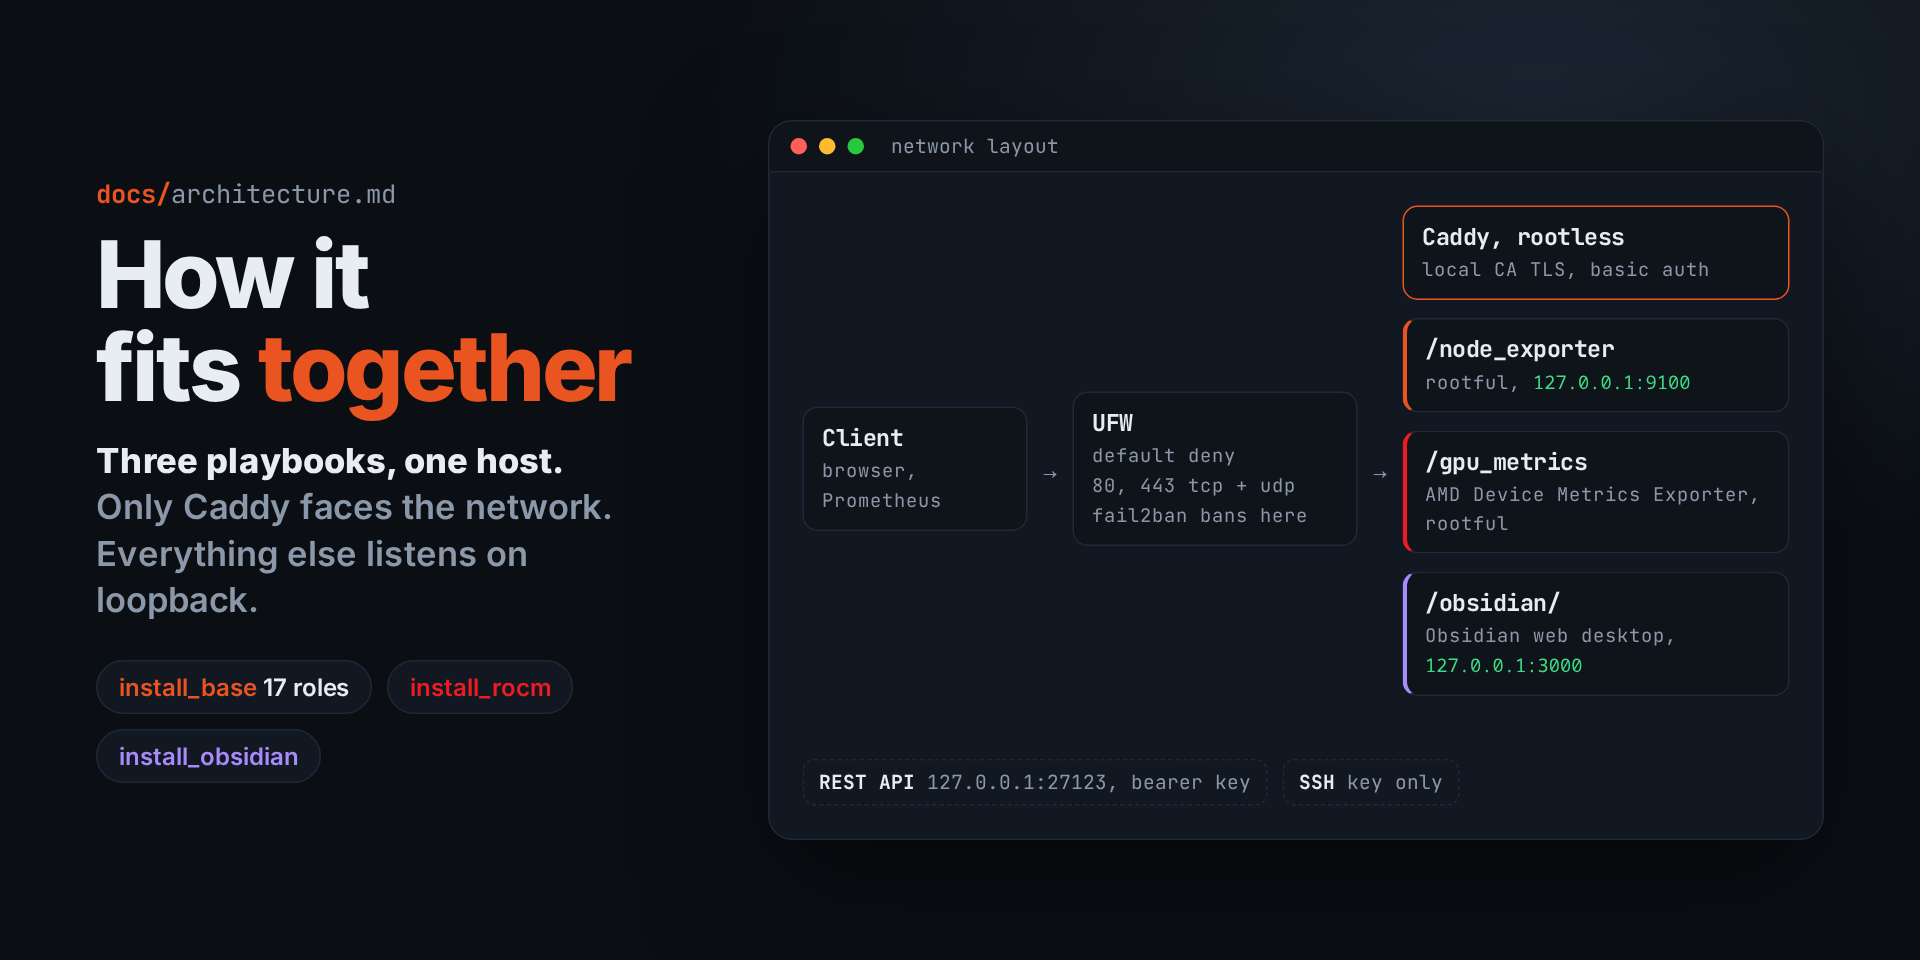 docs/architecture.md
How it
fits together
Three playbooks, one host.
Only Caddy faces the network.
Everything else listens on
loopback.
install_base 17 roles
install_rocm
install_obsidian
network layout
Client
browser,
Prometheus
→
UFW
default deny
80, 443 tcp + udp
fail2ban bans here
→
Caddy, rootless
local CA TLS, basic auth
/node_exporter
rootful, 127.0.0.1:9100
/gpu_metrics
AMD Device Metrics Exporter,
rootful
/obsidian/
Obsidian web desktop,
127.0.0.1:3000
REST API 127.0.0.1:27123, bearer key
SSH key only